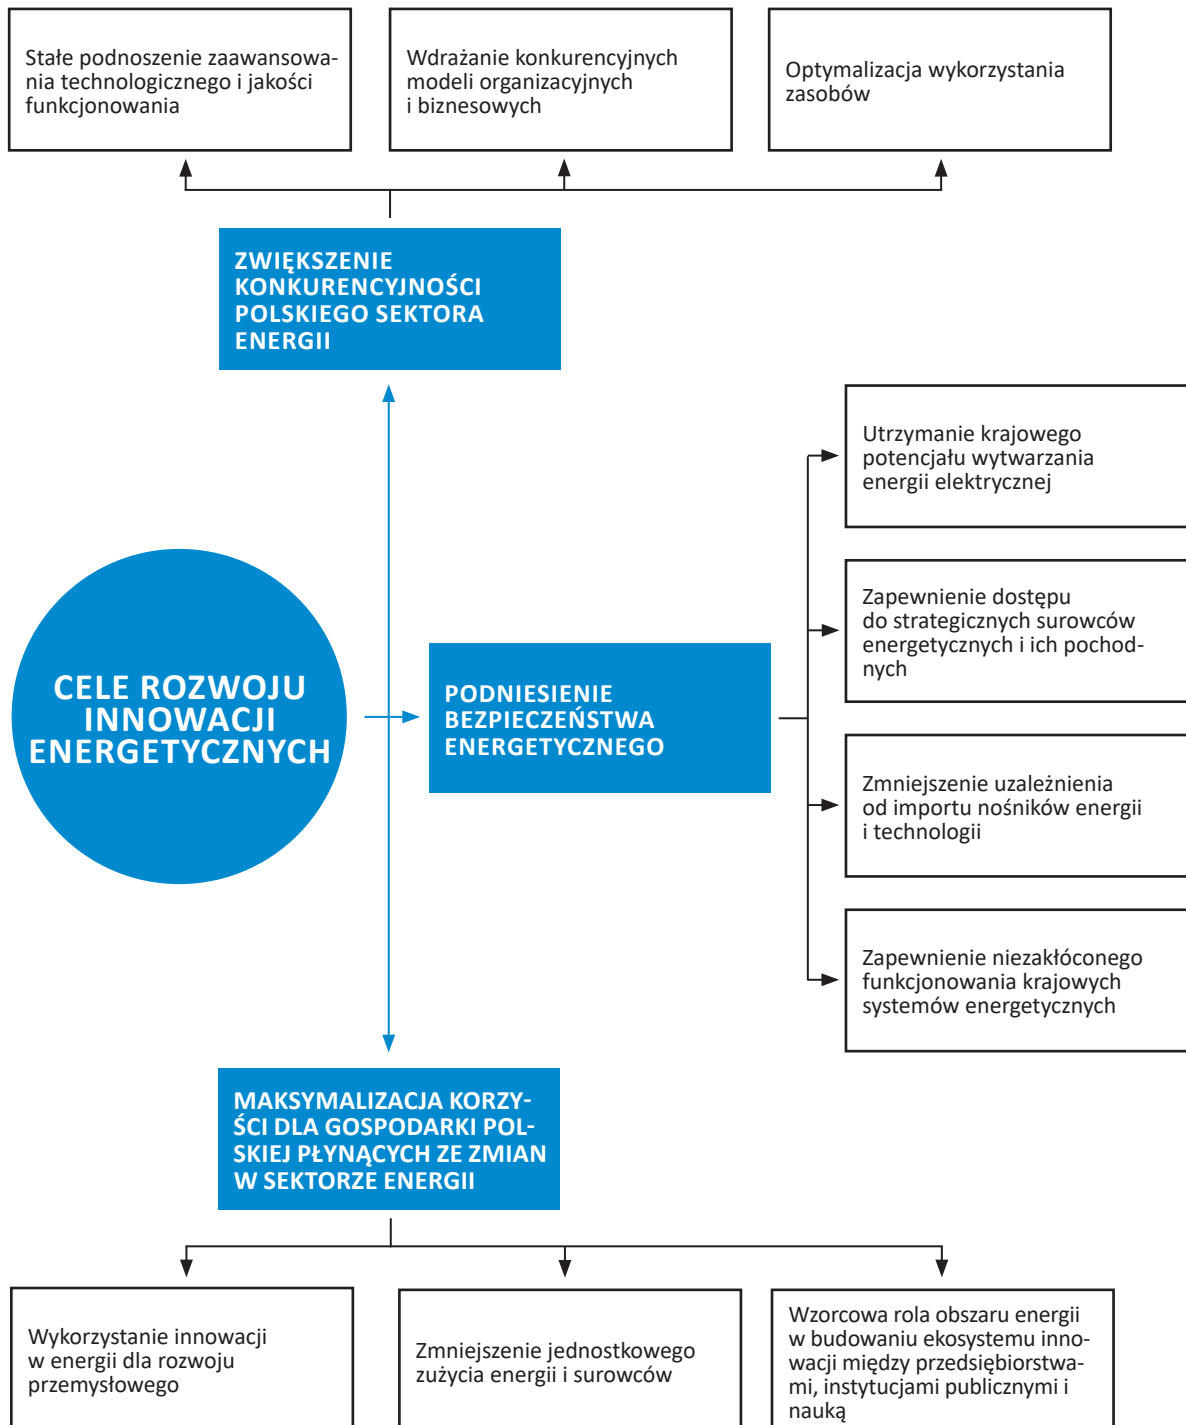 Stałe podnoszenie zaawansowa-
nia technologicznego i jakości
funkcjonowania
Wdrażanie konkurencyjnych
modeli organizacyjnych
i biznesowych
Optymalizacja wykorzystania
zasobów
ZWIĘKSZENIE
KONKURENCYJNOŚCI
POLSKIEGO SEKTORA
ENERGII
Utrzymanie krajowego
potencjału wytwarzania
energii elektrycznej
Zapewnienie dostępu
do strategicznych surowców
energetycznych i ich pochod-
nych
CELE ROZWOJU
INNOWACJI
ENERGETYCZNYCH
PODNIESIENIE
BEZPIECZEŃSTWA
ENERGETYCZNEGO
Zmniejszenie uzależnienia
od importu nośników energii
i technologii
Zapewnienie niezakłóconego
funkcjonowania krajowych
systemów energetycznych
MAKSYMALIZACJA KORZY-
ŚCI DLA GOSPODARKI POL-
SKIEJ PŁYNĄCYCH ZE ZMIAN
W SEKTORZE ENERGII
Wykorzystanie innowacji
w energii dla rozwoju
przemysłowego
Zmniejszenie jednostkowego
zużycia energii i surowców
Wzorcowa rola obszaru energii
w budowaniu ekosystemu inno-
wacji między przedsiębiorstwa-
mi, instytucjami publicznymi i
nauką